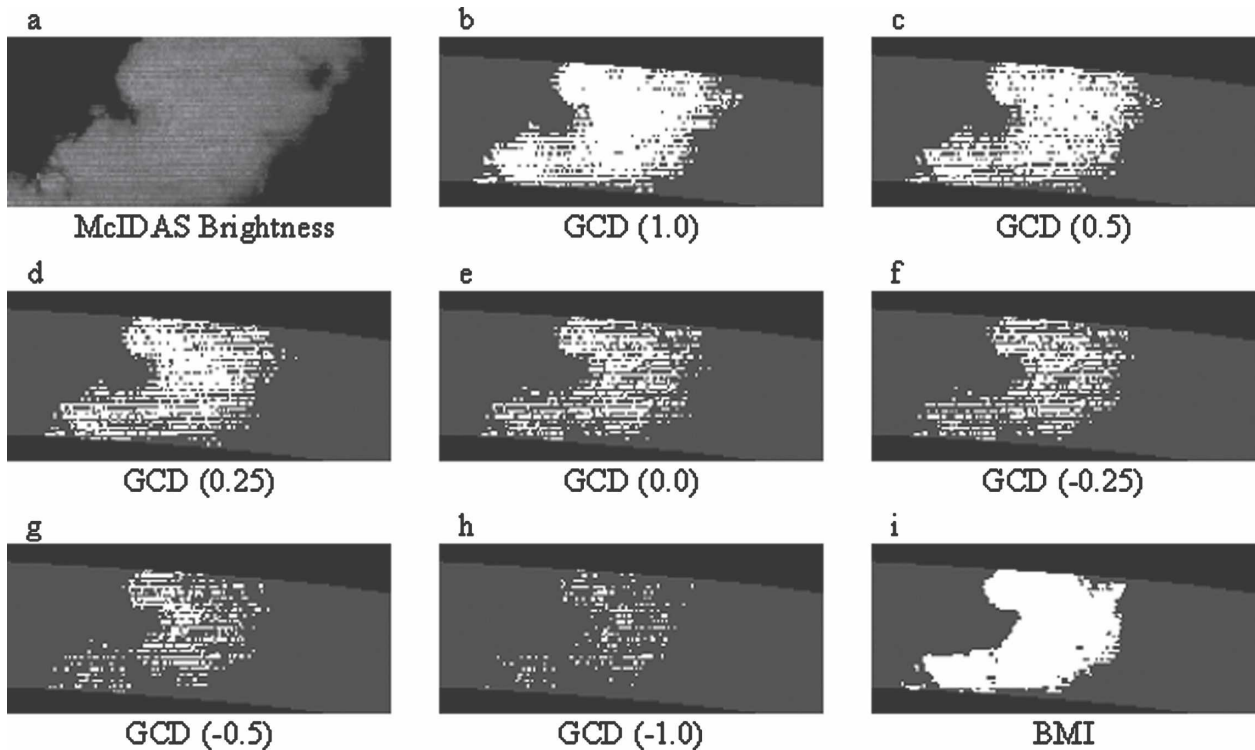 a
b
c
McIDAS Brightness
GCD (1.0)
GCD (0.5)
d
e
f
GCD (0.25)
GCD (0.0)
GCD (-0.25)
g
h
i
GCD (-0.5)
GCD (-1.0)
BMI